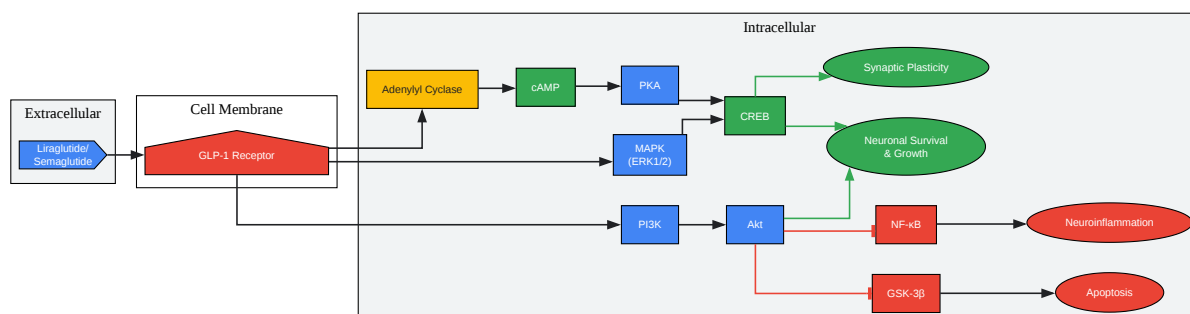 Intracellular
Synaptic Plasticity
Adenylyl Cyclase
cAMP
PKA
CREB
Extracellular
Cell Membrane
Liraglutide/
Semaglutide
GLP-1 Receptor
MAPK
(ERK1/2)
Neuronal Survival
& Growth
PI3K
Akt
NF-κB
Neuroinflammation
GSK-3β
Apoptosis